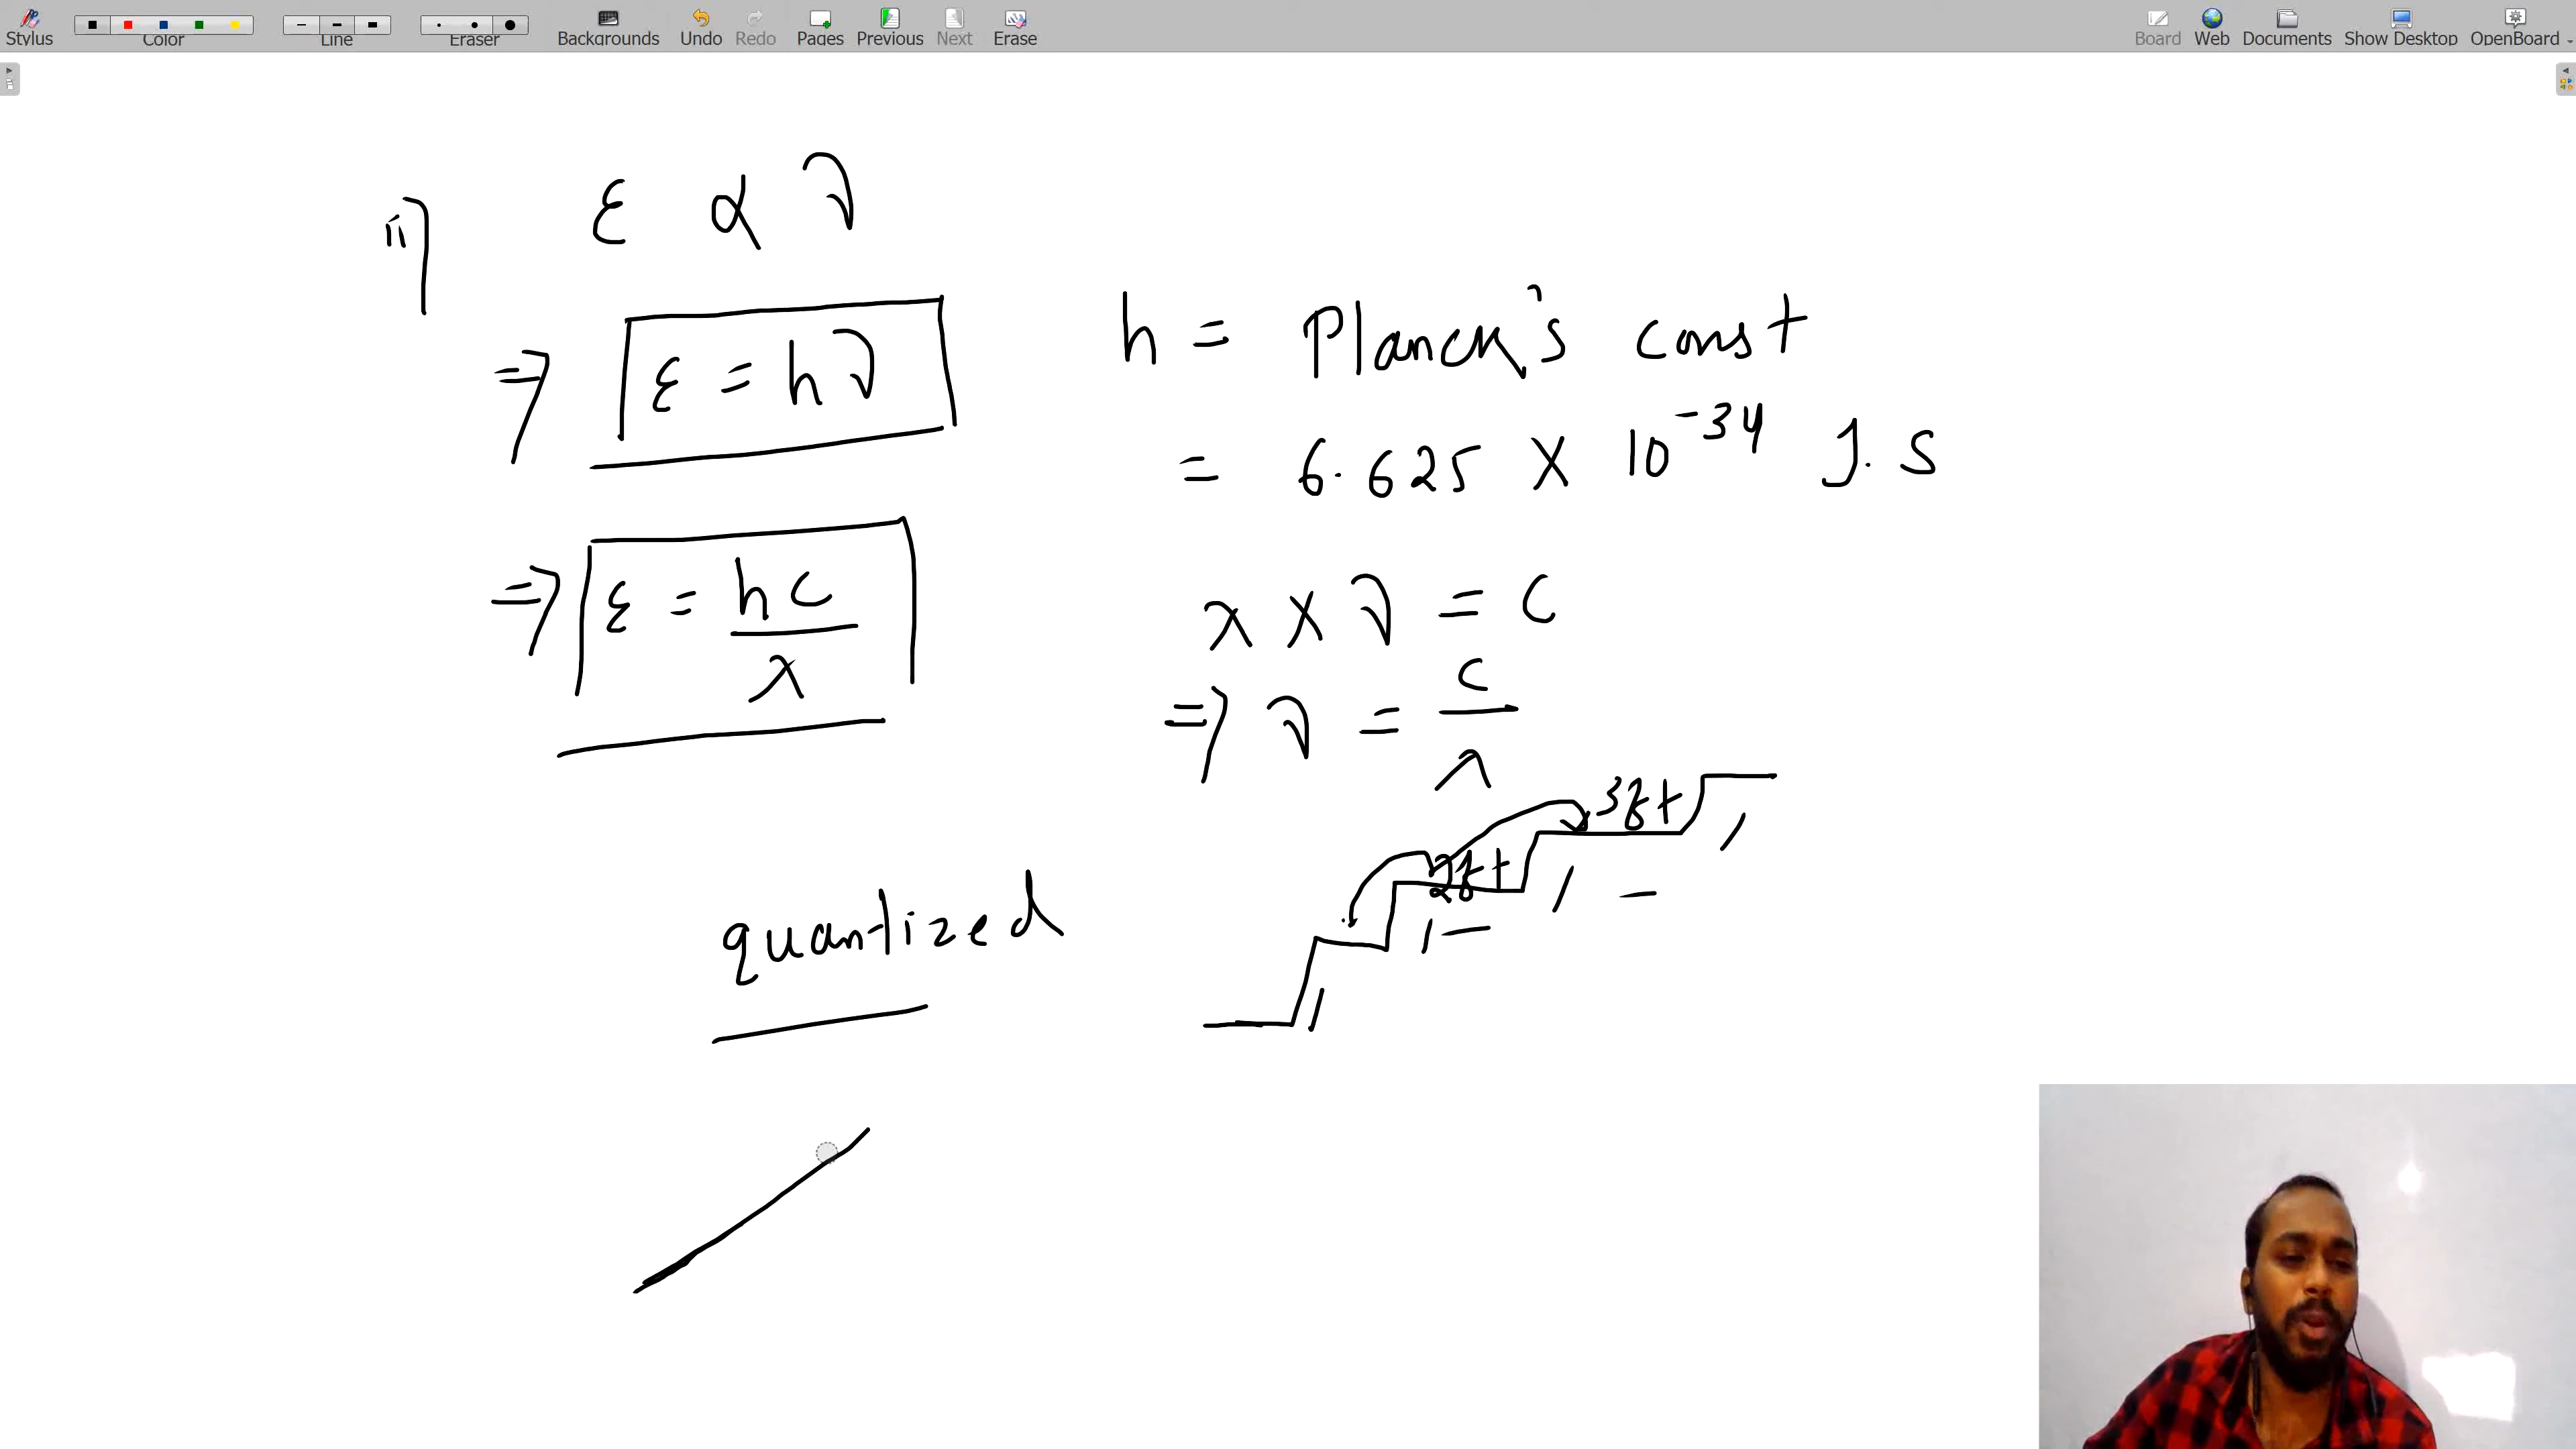 Stylus Color Line Eraser Backgrounds Undo Redo Pages Previous Next Erase Board Web Documents Show Desktop OpenBoard
ii) ε α ν
⇒ ε = hν
h = Planck's const
= 6.625 X 10⁻³⁴ J.S
⇒ ε = hc/λ
λ X ν = c
⇒ ν = c/λ
3ft
2ft
quantized